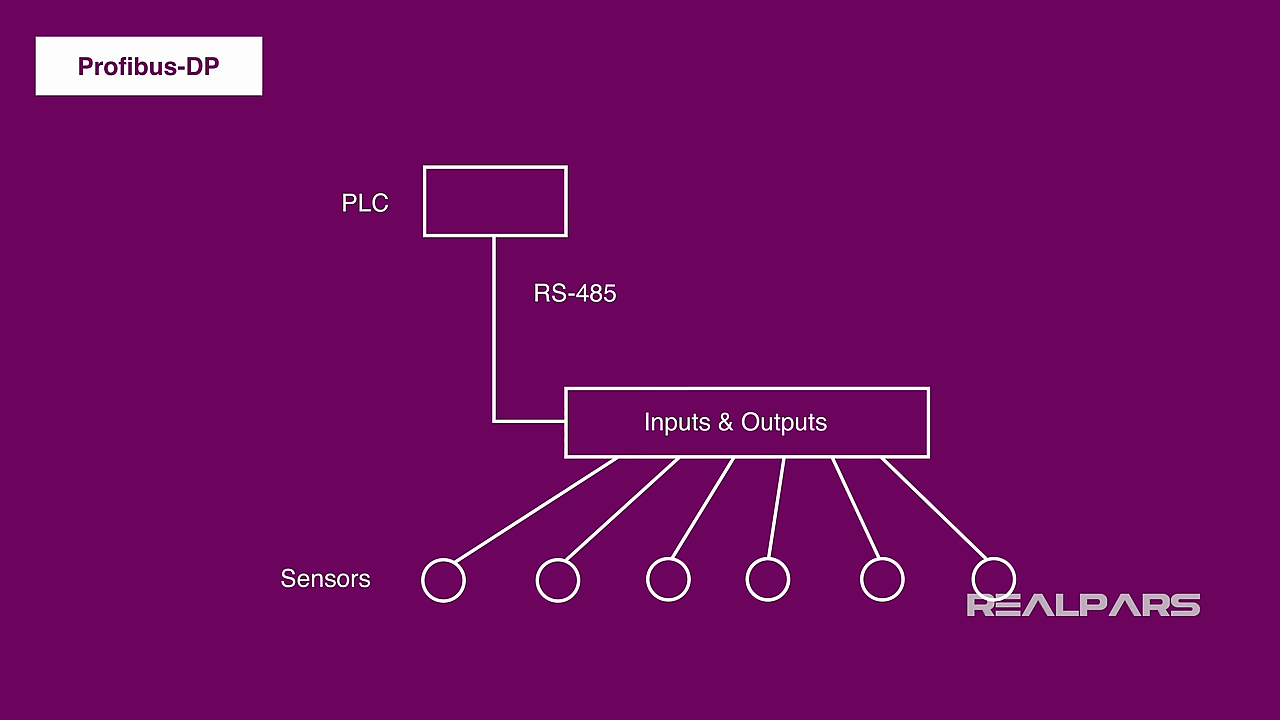 Profibus-DP
PLC
RS-485
Inputs & Outputs
Sensors
REALPARS